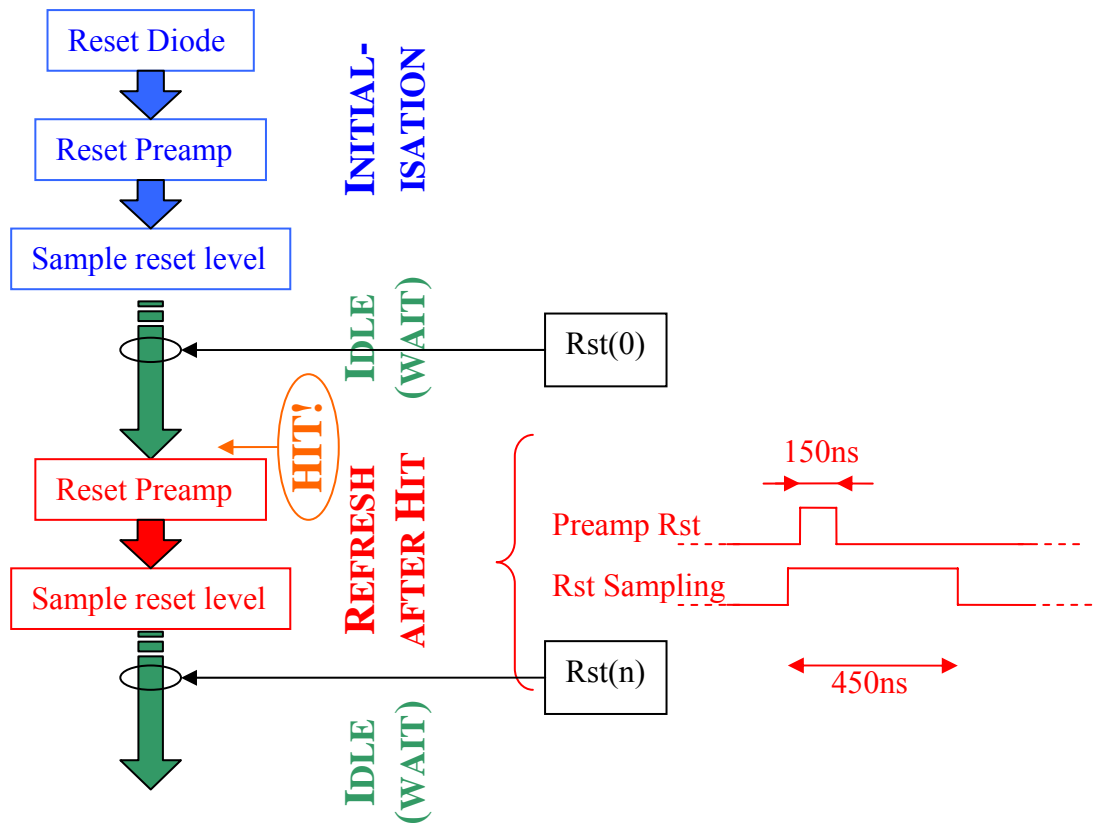 Reset Diode
Reset Preamp
Sample reset level
INITIAL-
ISATION
IDLE
(WAIT)
Rst(0)
HIT!
Reset Preamp
Sample reset level
REFRESH
AFTER HIT
150ns
Preamp Rst
Rst Sampling
450ns
Rst(n)
IDLE
(WAIT)